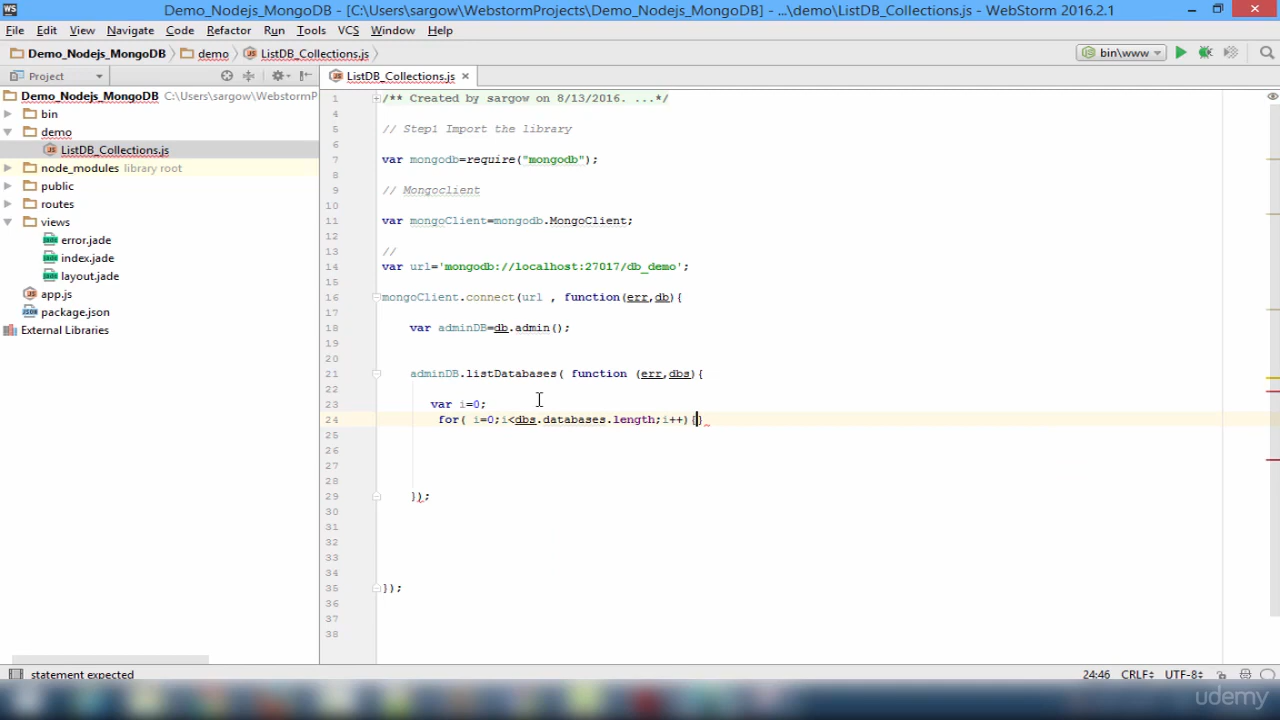 WS
Demo_Nodejs_MongoDB - [C:\Users\sargow\WebstormProjects\Demo_Nodejs_MongoDB] - ...\demo\ListDB_Collections.js - WebStorm 2016.2.1
File Edit View Navigate Code Refactor Run Tools VCS Window Help
Demo_Nodejs_MongoDB demo ListDB_Collections.js bin\www
Project ListDB_Collections.js
Demo_Nodejs_MongoDB C:\Users\sargow\WebstormP
bin
demo
ListDB_Collections.js
node_modules library root
public
routes
views
error.jade
index.jade
layout.jade
app.js
package.json
External Libraries
1 /** Created by sargow on 8/13/2016. ...*/
4
5 // Step1 Import the library
6
7 var mongodb=require("mongodb");
8
9 // Mongoclient
10
11 var mongoClient=mongodb.MongoClient;
12
13 //
14 var url='mongodb://localhost:27017/db_demo';
15
16 mongoClient.connect(url , function(err,db){
17
18 var adminDB=db.admin();
19
20
21 adminDB.listDatabases( function (err,dbs){
22
23 var i=0;
24 for( i=0;i<dbs.databases.length;i++){}
25
26
27
28
29 });
30
31
32
33
34
35 });
36
37
38
statement expected 24:46 CRLF UTF-8
udemy